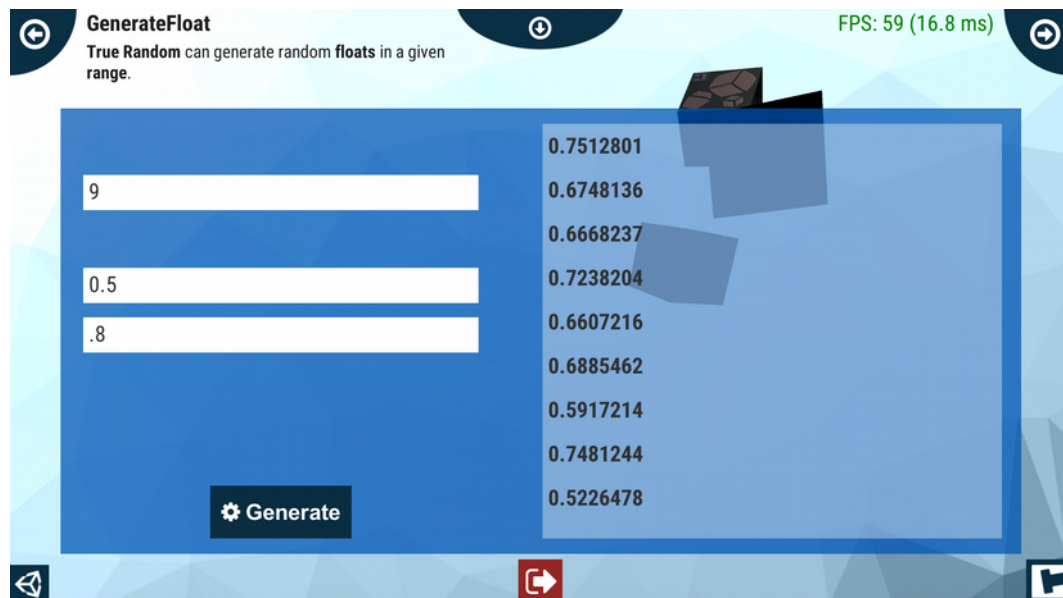 GenerateFloat
True Random can generate random floats in a given
range.
FPS: 59 (16.8 ms)
9
0.5
.8
Generate
0.7512801
0.6748136
0.6668237
0.7238204
0.6607216
0.6885462
0.5917214
0.7481244
0.5226478